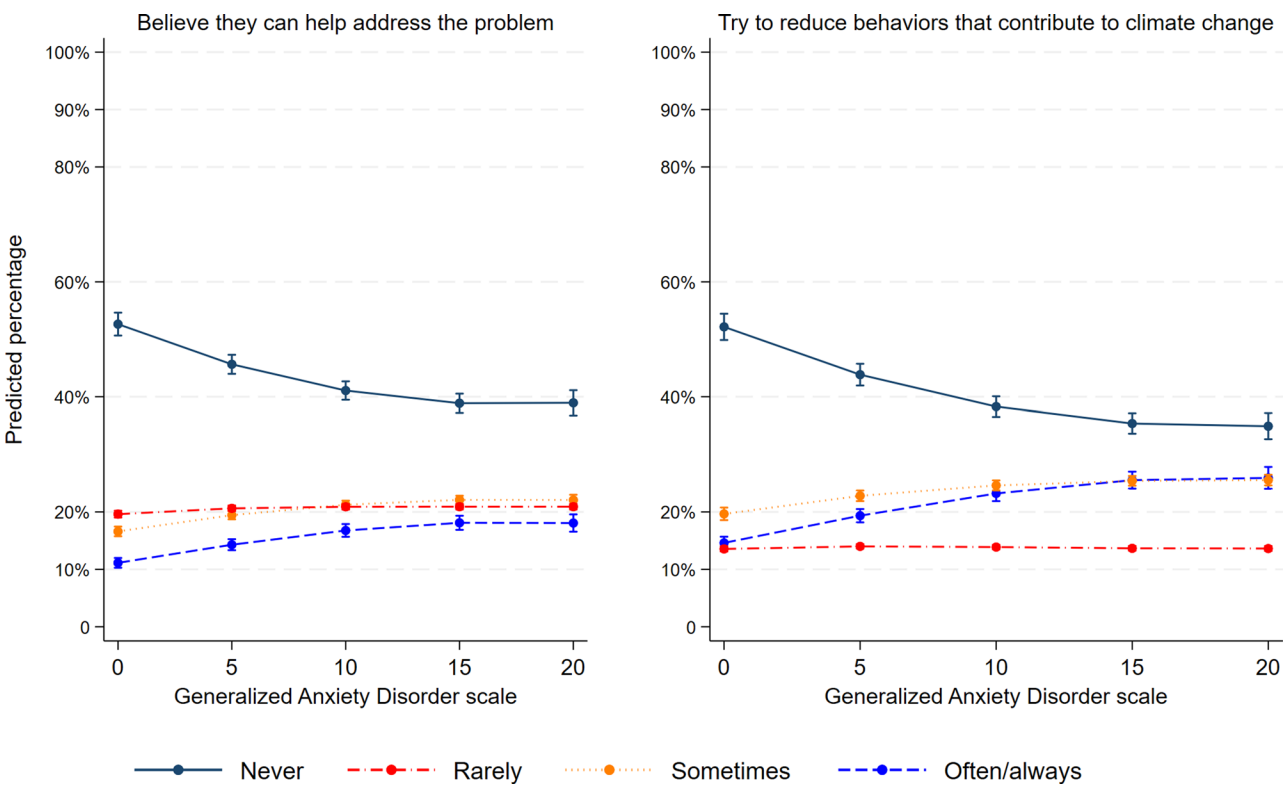 Believe they can help address the problem
Try to reduce behaviors that contribute to climate change
Predicted percentage
100%
90%
80%
60%
40%
20%
10%
0
0 5 10 15 20
Generalized Anxiety Disorder scale
100%
90%
80%
60%
40%
20%
10%
0
0 5 10 15 20
Generalized Anxiety Disorder scale
Never Rarely Sometimes Often/always